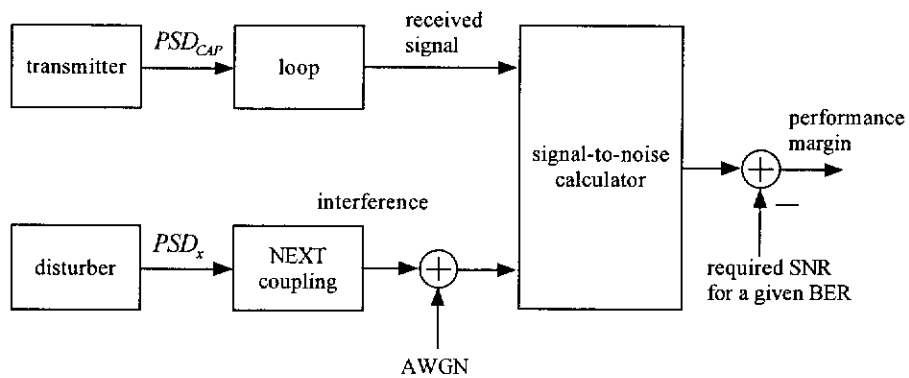 transmitter
PSD_CAP
loop
received
signal
signal-to-noise
calculator
performance
margin
disturber
PSD_x
NEXT
coupling
interference
+
AWGN
+
—
required SNR
for a given BER